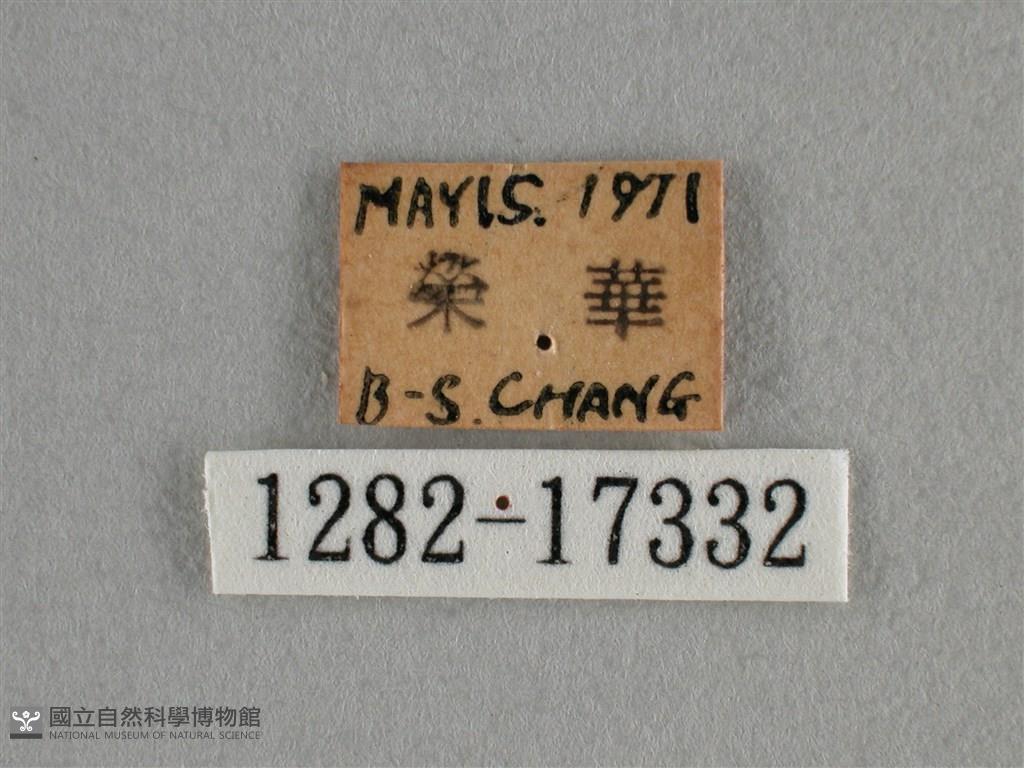 MAY15. 1971
榮 華
B-S. CHANG
1282-17332
國立自然科學博物館
NATIONAL MUSEUM OF NATURAL SCIENCE